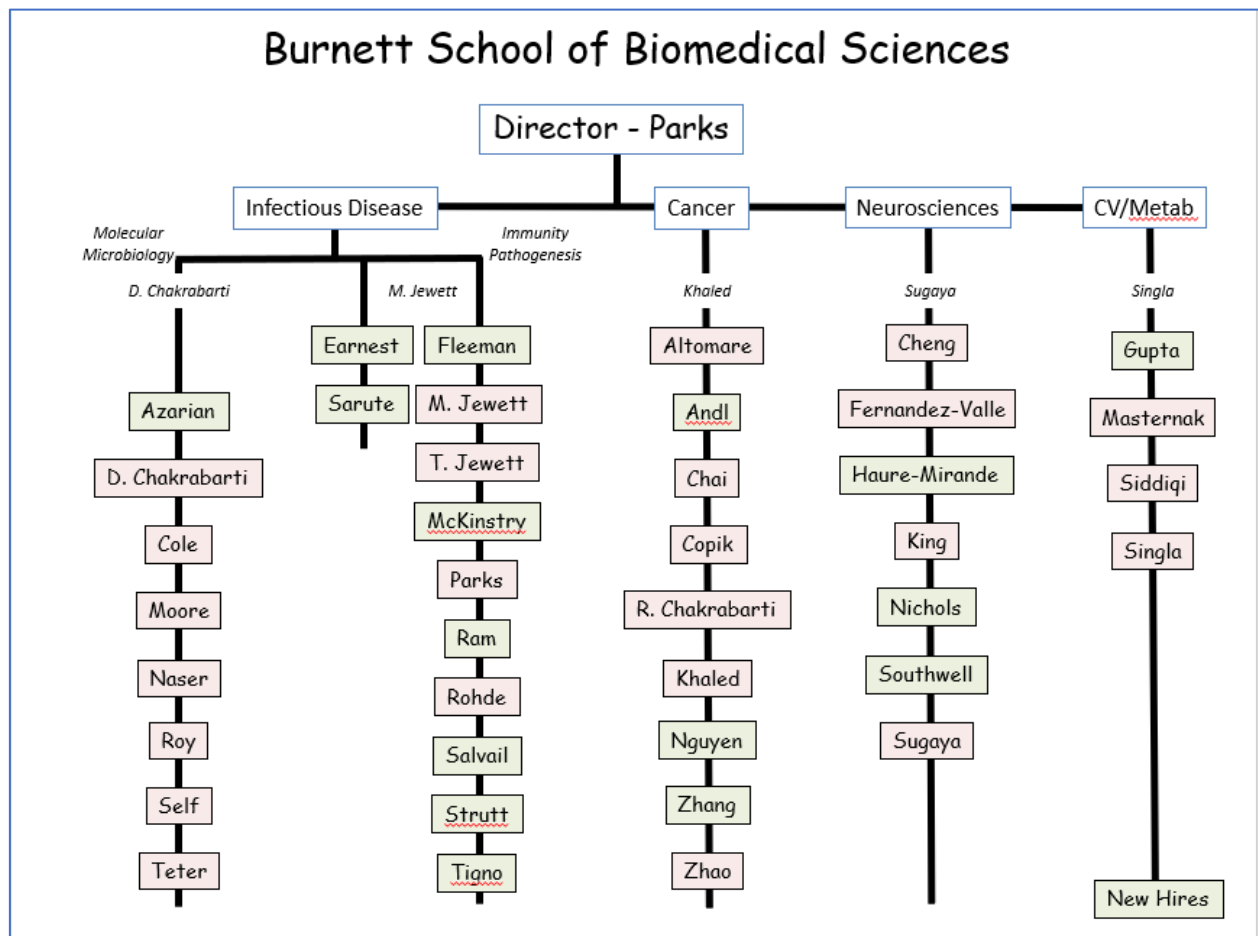 Burnett School of Biomedical Sciences
Director - Parks
Infectious Disease
Cancer
Neurosciences
CV/Metab
Molecular
Microbiology
Immunity
Pathogenesis
D. Chakrabarti
M. Jewett
Khaled
Sugaya
Singla
Azarian
D. Chakrabarti
Cole
Moore
Naser
Roy
Self
Teter
Earnest
Sarute
Fleeman
M. Jewett
T. Jewett
McKinstry
Parks
Ram
Rohde
Salvail
Strutt
Tigno
Altomare
Andl
Chai
Copik
R. Chakrabarti
Khaled
Nguyen
Zhang
Zhao
Cheng
Fernandez-Valle
Haure-Mirande
King
Nichols
Southwell
Sugaya
Gupta
Masternak
Siddiqi
Singla
New Hires